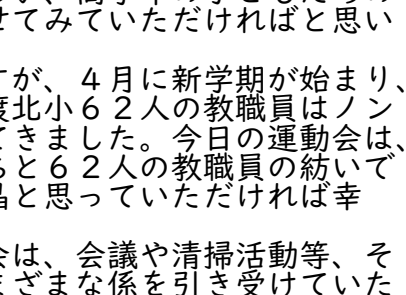 せてみていただければと思い
すが、４月に新学期が始まり、
度北小６２人の教職員はノン
てきました。今日の運動会は、
と６２人の教職員の紡いで
と思っていただければ幸
会は、会議や清掃活動等、そ
まざまな係を引き受けていた